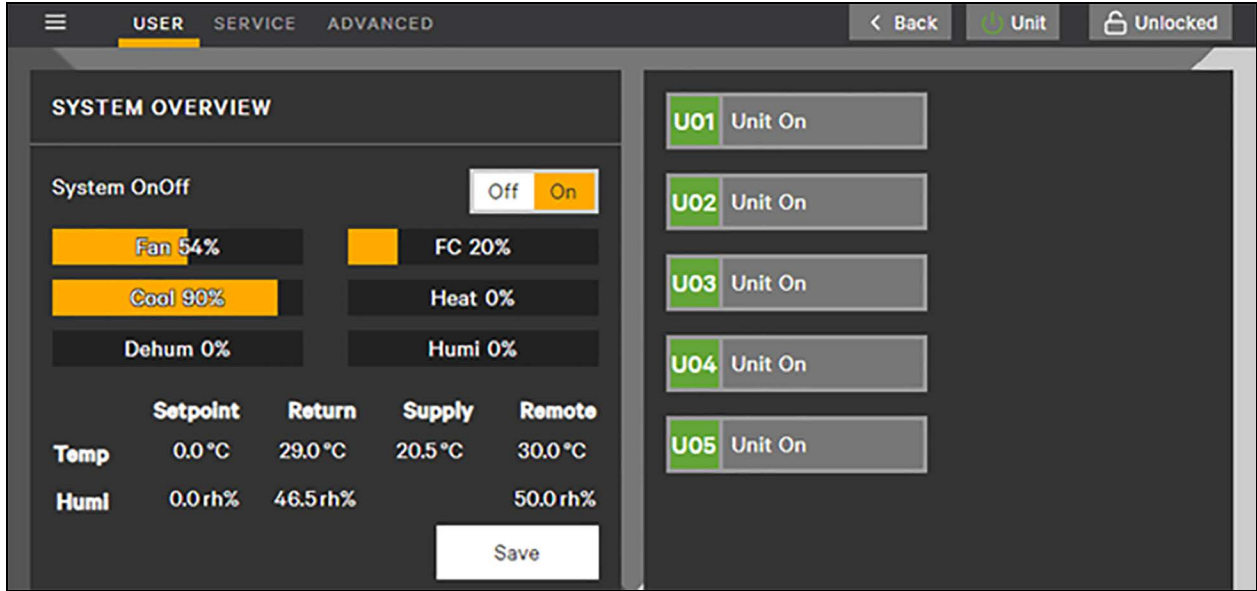 USER SERVICE ADVANCED < Back Unit Unlocked
SYSTEM OVERVIEW
System OnOff Off On
Fan 54% FC 20%
Cool 90% Heat 0%
Dehum 0% Humi 0%
Setpoint Return Supply Remote
Temp 0.0 °C 29.0 °C 20.5 °C 30.0 °C
Humi 0.0 rh% 46.5 rh% 50.0 rh%
Save
U01 Unit On
U02 Unit On
U03 Unit On
U04 Unit On
U05 Unit On